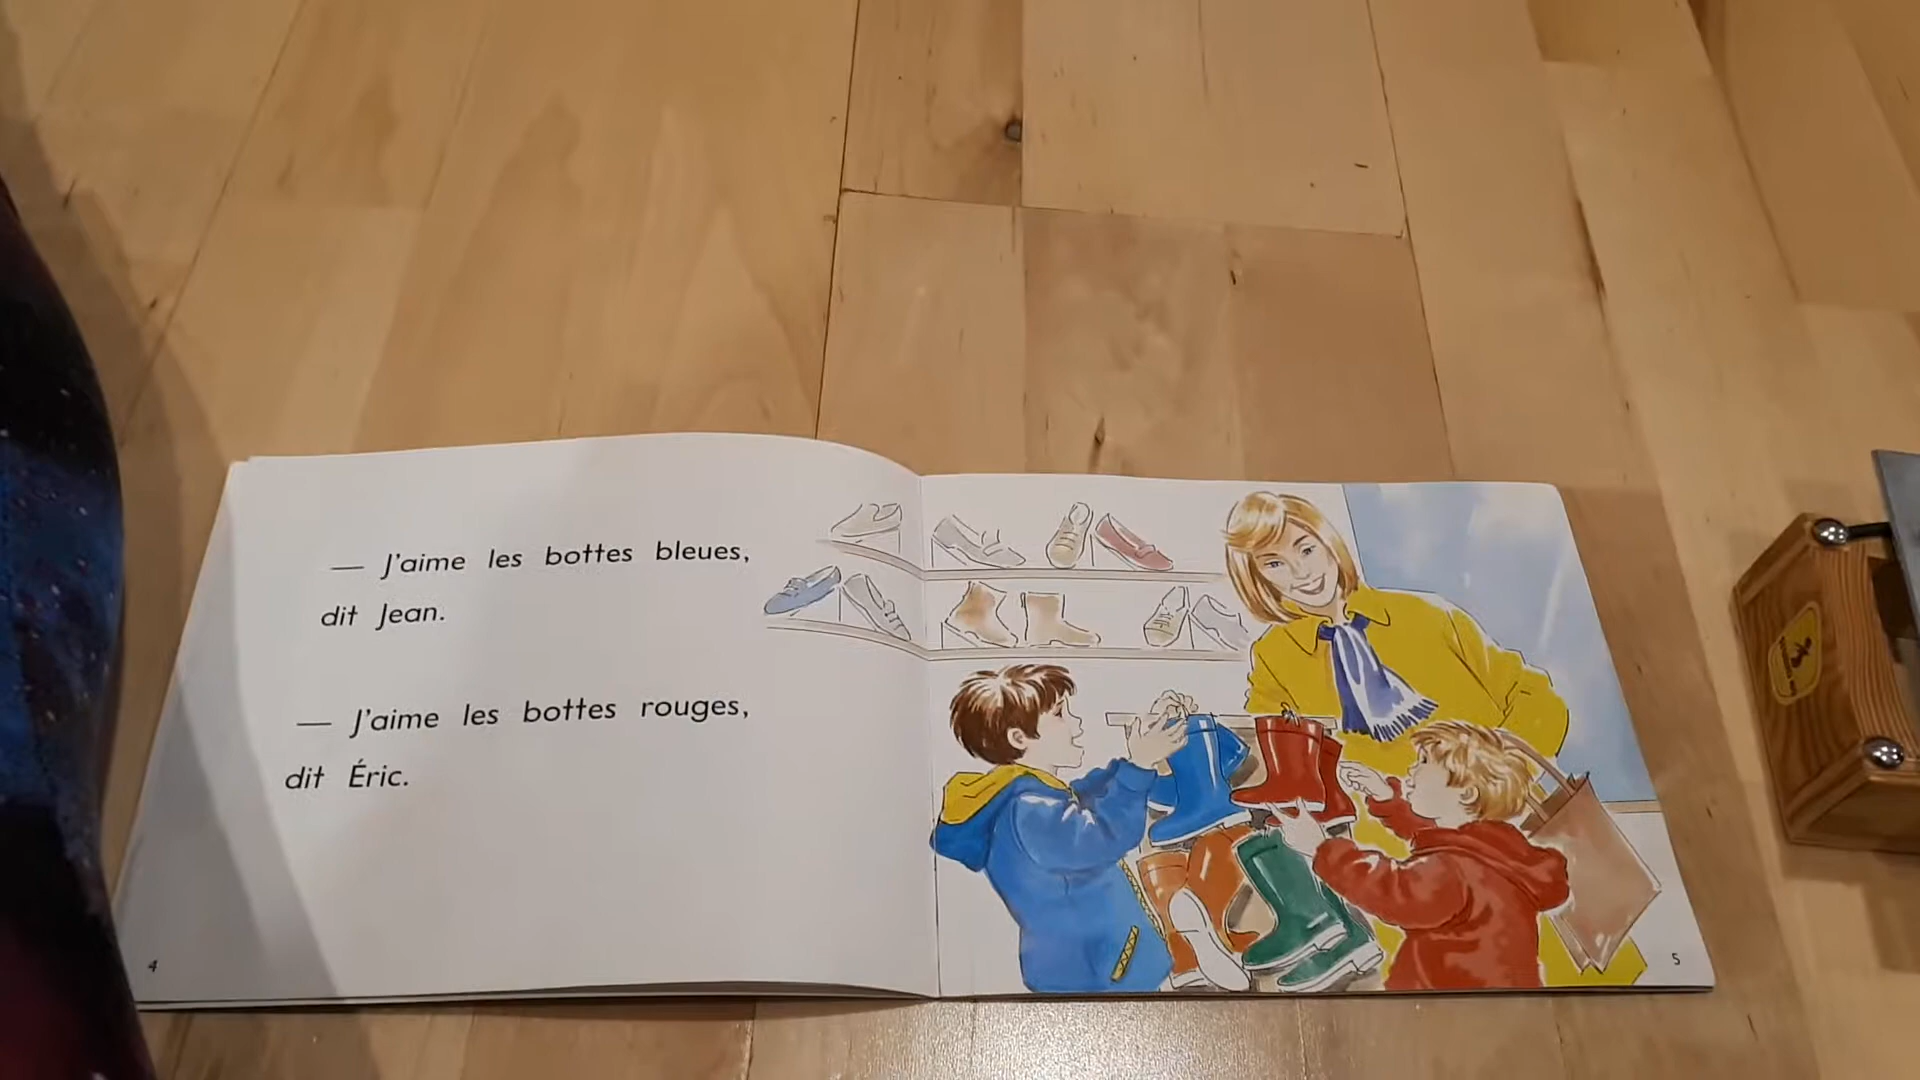 — J'aime les bottes bleues,
dit Jean.
— J'aime les bottes rouges,
dit Éric.
4
5